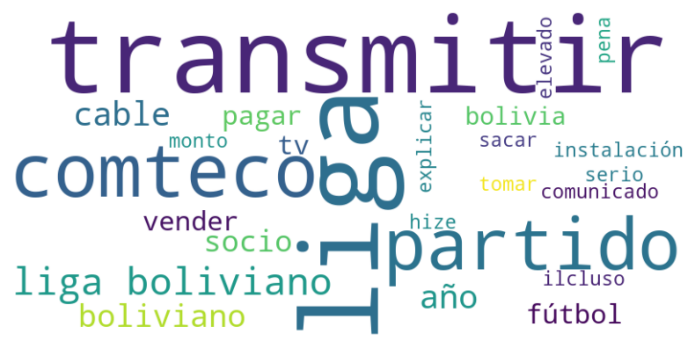 transmitir
elevado
pena
cable
pagar
liga
explicar
bolivia
monto
tv
sacar
instalación
comteco
tomar
serio
comunicado
vender
hize
socio
partido
liga boliviano
año
ilcluso
boliviano
fútbol